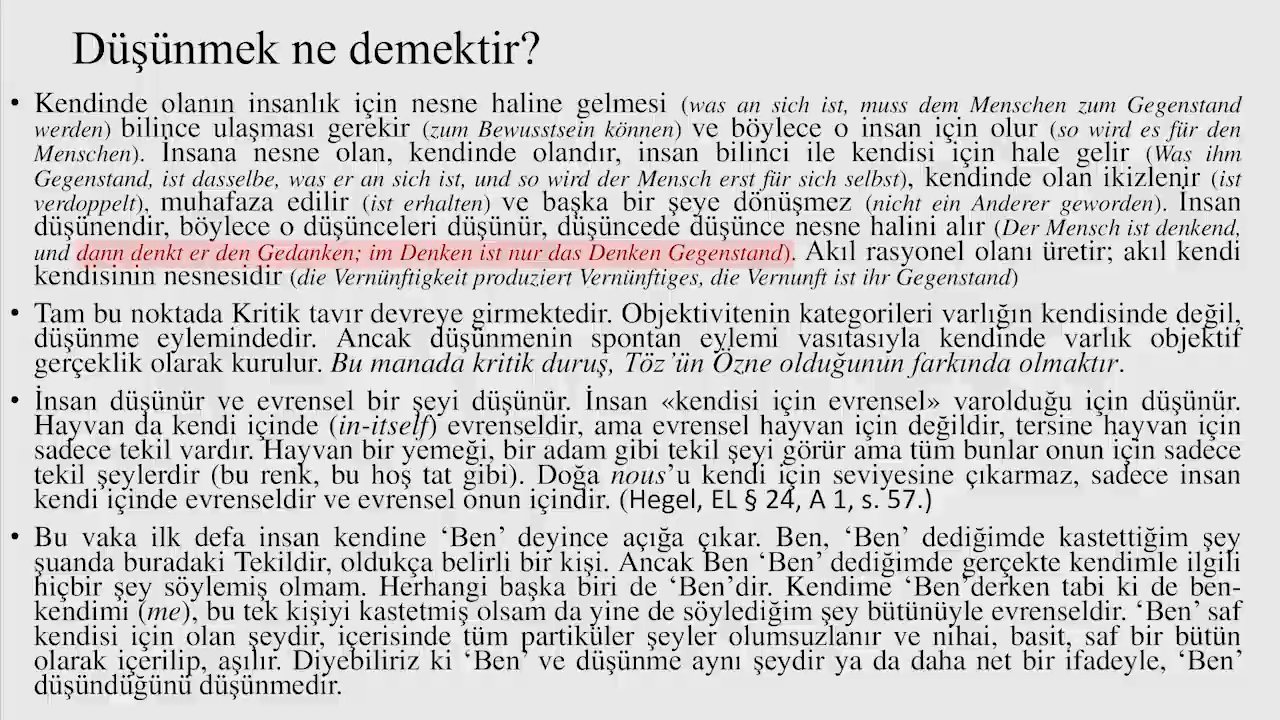 Düşünmek ne demektir?
• Kendinde olanın insanlık için nesne haline gelmesi (was an sich ist, muss dem Menschen zum Gegenstand
werden) bilince ulaşması gerekir (zum Bewusstsein können) ve böylece o insan için olur (so wird es für den
Menschen). İnsana nesne olan, kendinde olandır, insan bilinci ile kendisi için hale gelir (Was ihm
Gegenstand, ist dasselbe, was er an sich ist, und so wird der Mensch erst für sich selbst), kendinde olan ikizlenir (ist
verdoppelt), muhafaza edilir (ist erhalten) ve başka bir şeye dönüşmez (nicht ein Anderer geworden). İnsan
düşünendir, böylece o düşünceleri düşünür, düşüncede düşünce nesne halini alır (Der Mensch ist denkend,
und dann denkt er den Gedanken; im Denken ist nur das Denken Gegenstand). Akıl rasyonel olanı üretir; akıl kendi
kendisinin nesnesidir (die Vernünftigkeit produziert Vernünftiges, die Vernunft ist ihr Gegenstand)
• Tam bu noktada Kritik tavır devreye girmektedir. Objektivitenin kategorileri varlığın kendisinde değil,
düşünme eylemindedir. Ancak düşünmenin spontan eylemi vasıtasıyla kendinde varlık objektif
gerçeklik olarak kurulur. Bu manada kritik duruş, Töz'ün Özne olduğunun farkında olmaktır.
• İnsan düşünür ve evrensel bir şeyi düşünür. İnsan «kendisi için evrensel» varolduğu için düşünür.
Hayvan da kendi içinde (in-itself) evrenseldir, ama evrensel hayvan için değildir, tersine hayvan için
sadece tekil vardır. Hayvan bir yemeği, bir adam gibi tekil şeyi görür ama tüm bunlar onun için sadece
tekil şeylerdir (bu renk, bu hoş tat gibi). Doğa nous'u kendi için seviyesine çıkarmaz, sadece insan
kendi içinde evrenseldir ve evrensel onun içindir. (Hegel, EL § 24, A 1, s. 57.)
• Bu vaka ilk defa insan kendine ‘Ben’ deyince açığa çıkar. Ben, ‘Ben’ dediğimde kastettiğim şey
şuanda buradaki Tekildir, oldukça belirli bir kişi. Ancak Ben ‘Ben’ dediğimde gerçekte kendimle ilgili
hiçbir şey söylemiş olmam. Herhangi başka biri de ‘Ben’dir. Kendime ‘Ben’derken tabi ki de ben-
kendimi (me), bu tek kişiyi kastetmiş olsam da yine de söylediğim şey bütünüyle evrenseldir. ‘Ben’ saf
kendisi için olan şeydir, içerisinde tüm partiküler şeyler olumsuzlanır ve nihai, basit, saf bir bütün
olarak içerilip, aşılır. Diyebiliriz ki ‘Ben’ ve düşünme aynı şeydir ya da daha net bir ifadeyle, ‘Ben’
düşündüğünü düşünmedir.